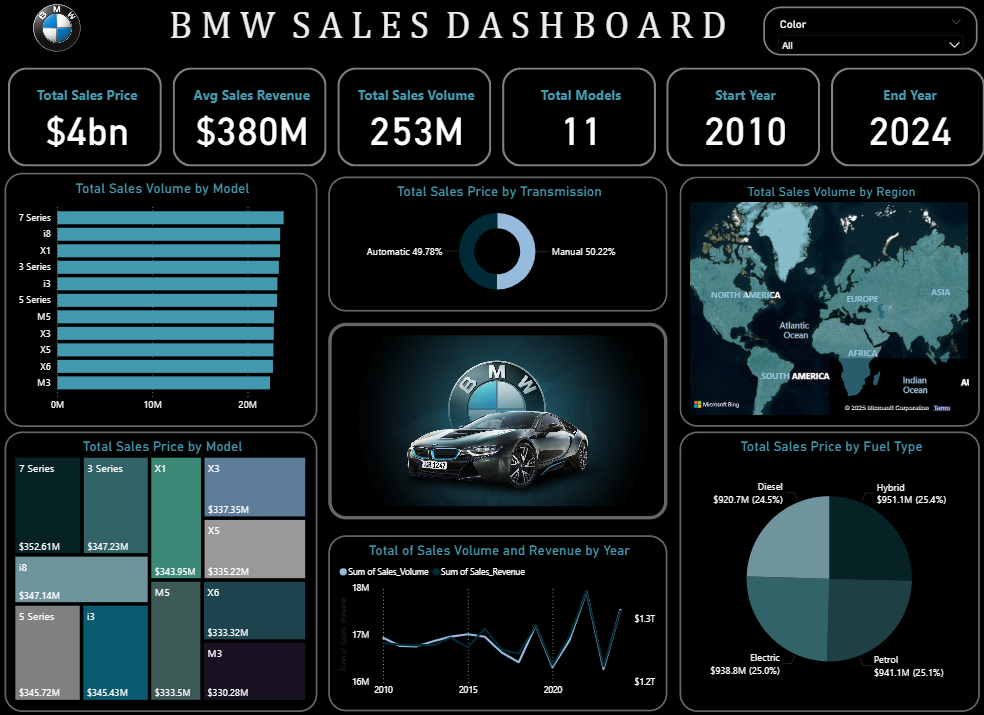 BMW
BMW SALES DASHBOARD
Color
All
Total Sales Price
$4bn
Avg Sales Revenue
$380M
Total Sales Volume
253M
Total Models
11
Start Year
2010
End Year
2024
Total Sales Volume by Model
7 Series
i8
X1
3 Series
i3
5 Series
M5
X3
X5
X6
M3
0M 10M 20M
Total Sales Price by Transmission
Automatic 49.78%
Manual 50.22%
Total Sales Volume by Region
NORTH AMERICA
EUROPE
ASIA
Atlantic
Ocean
AFRICA
SOUTH AMERICA
Indian
Ocean
AI
Microsoft Bing
© 2025 Microsoft Corporation Terms
BMW
Total Sales Price by Model
7 Series
$352.61M
3 Series
$347.23M
i8
$347.14M
5 Series
$345.72M
i3
$345.43M
X1
$343.95M
M5
$333.5M
X3
$337.35M
X5
$335.22M
X6
$333.32M
M3
$330.28M
Total of Sales Volume and Revenue by Year
Sum of Sales_Volume Sum of Sales_Revenue
Sum of Sales_Volume
18M
17M
16M
$1.3T
$1.2T
2010 2015 2020
Total Sales Price by Fuel Type
Diesel
$920.7M (24.5%)
Hybrid
$951.1M (25.4%)
Electric
$938.8M (25.0%)
Petrol
$941.1M (25.1%)